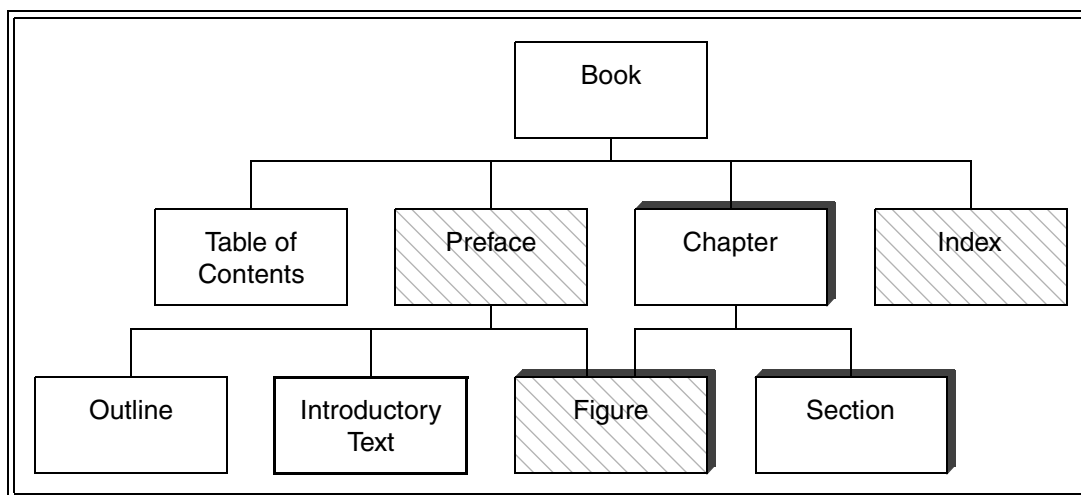 Book
Table of
Contents
Preface
Chapter
Index
Outline
Introductory
Text
Figure
Section